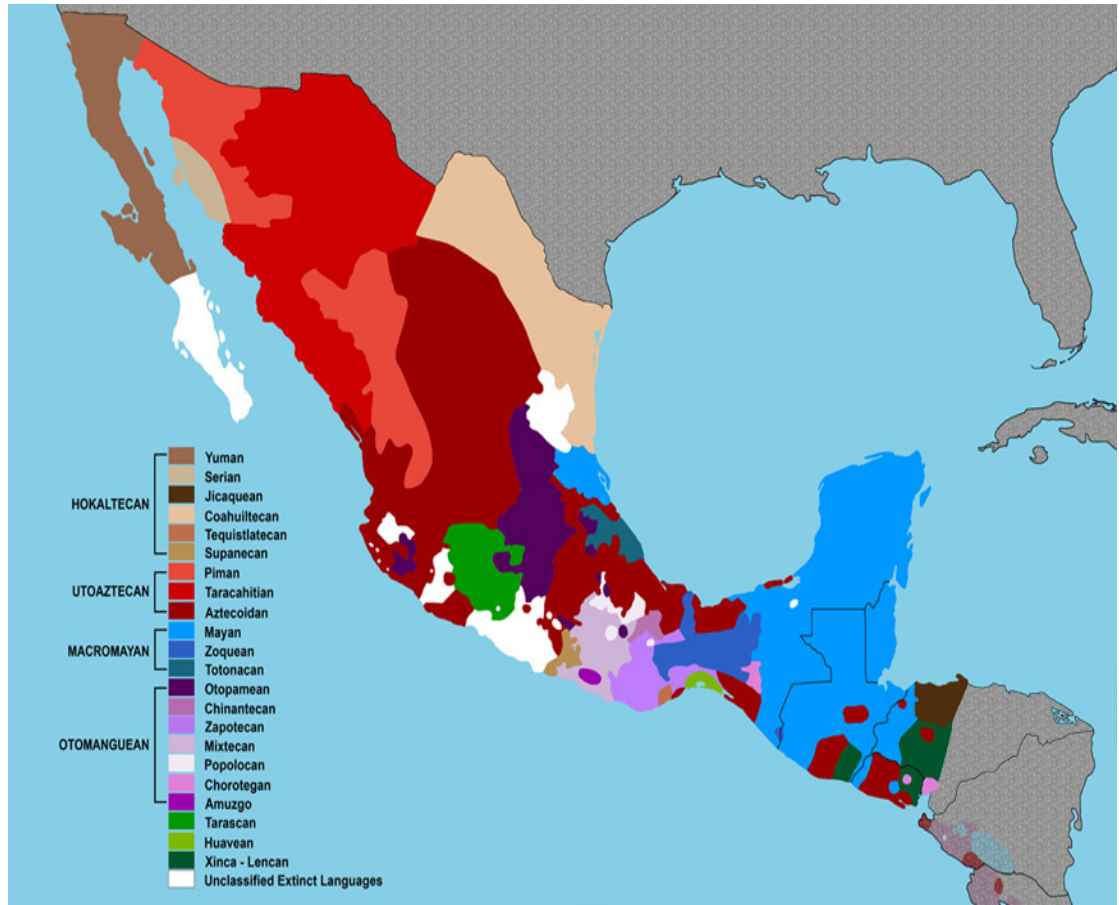 Yuman
Serian
HOKALTECAN
Jicaquean
Coahuiltecan
Tequistlatecan
Supanecan
Piman
UTOAZTECAN
Taracahitian
Aztecoidan
Mayan
MACROMAYAN
Zoquean
Totonacan
Otopamean
Chinantecan
Zapotecan
OTOMANGUEAN
Mixtecan
Popolocan
Chorotegan
Amuzgo
Tarascan
Huavean
Xinca - Lencan
Unclassified Extinct Languages